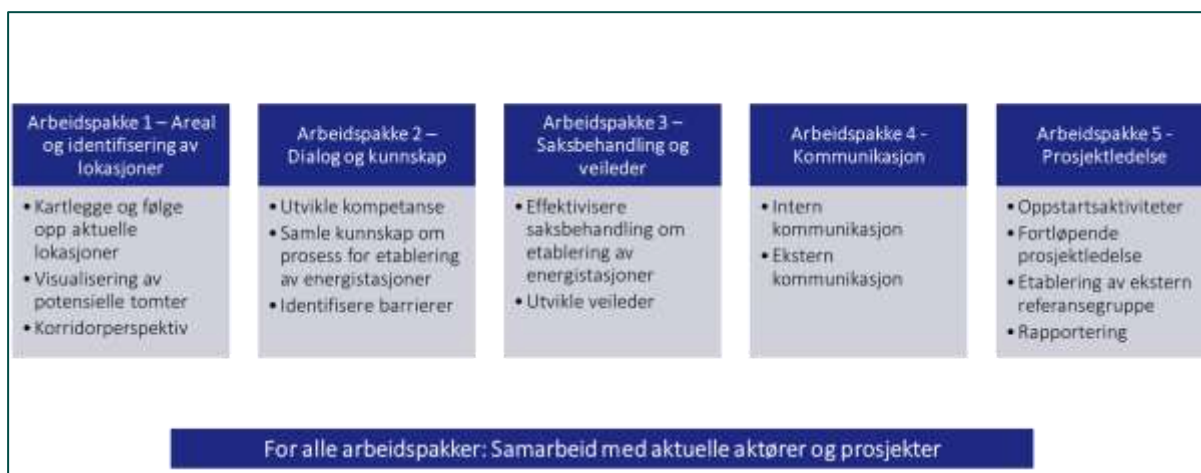 Arbeidspakke 1 – Areal
og identifisering av
lokasjoner
• Kartlegge og følge
opp aktuelle
lokasjoner
• Visualisering av
potensielle tomter
• Korridorperspektiv
Arbeidspakke 2 –
Dialog og kunnskap
• Utvikle kompetanse
• Samle kunnskap om
prosess for etablering
av energistasjoner
• Identifisere barrierer
Arbeidspakke 3 –
Saksbehandling og
veileder
• Effektivisere
saksbehandling om
etablering av
energistasjoner
• Utvikle veileder
Arbeidspakke 4 -
Kommunikasjon
• Intern
kommunikasjon
• Ekstern
kommunikasjon
Arbeidspakke 5 -
Prosjektledelse
• Oppstartsaktiviteter
• Fortløpende
prosjektledelse
• Etablering av ekstern
referansegruppe
• Rapportering
For alle arbeidspakker: Samarbeid med aktuelle aktører og prosjekter